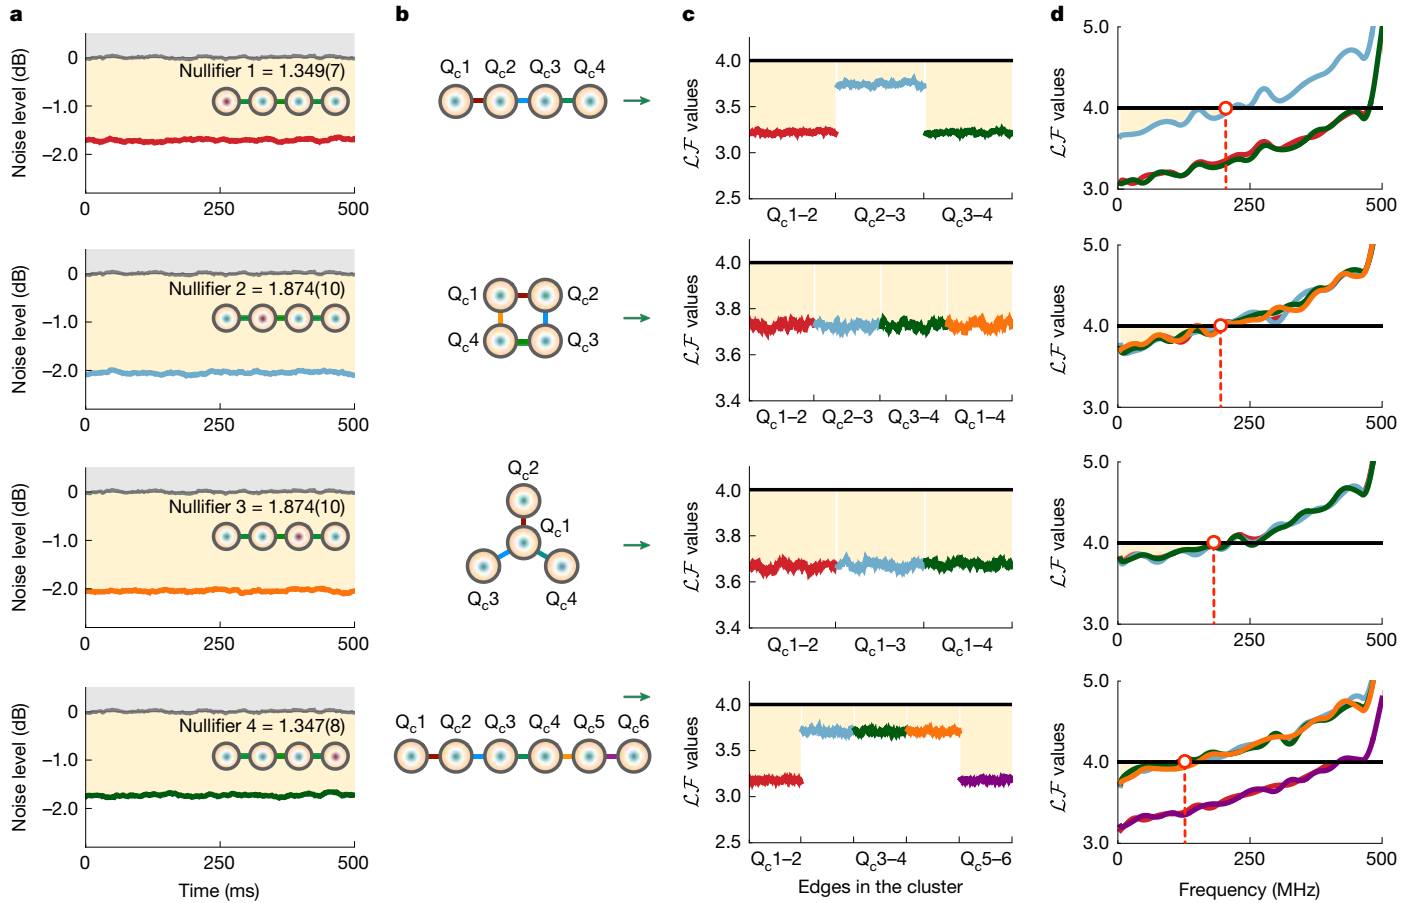 a
b
c
d
Noise level (dB)
0
−1.0
−2.0
Nullifier 1 = 1.349(7)
0
250
500
Qc1 Qc2 Qc3 Qc4
ℒℱ values
4.0
3.5
3.0
2.5
Qc1–2 Qc2–3 Qc3–4
ℒℱ values
5.0
4.0
3.0
0
250
500
Noise level (dB)
0
−1.0
−2.0
Nullifier 2 = 1.874(10)
0
250
500
Qc1 Qc2
Qc4 Qc3
ℒℱ values
4.0
3.8
3.6
3.4
Qc1–2 Qc2–3 Qc3–4 Qc1–4
ℒℱ values
5.0
4.0
3.0
0
250
500
Noise level (dB)
0
−1.0
−2.0
Nullifier 3 = 1.874(10)
0
250
500
Qc2
Qc1
Qc3 Qc4
ℒℱ values
4.0
3.8
3.6
3.4
Qc1–2 Qc1–3 Qc1–4
ℒℱ values
5.0
4.0
3.0
0
250
500
Noise level (dB)
0
−1.0
−2.0
Nullifier 4 = 1.347(8)
0
250
500
Time (ms)
Qc1 Qc2 Qc3 Qc4 Qc5 Qc6
ℒℱ values
4.0
3.5
3.0
2.5
Qc1–2 Qc3–4 Qc5–6
Edges in the cluster
ℒℱ values
5.0
4.0
3.0
0
250
500
Frequency (MHz)